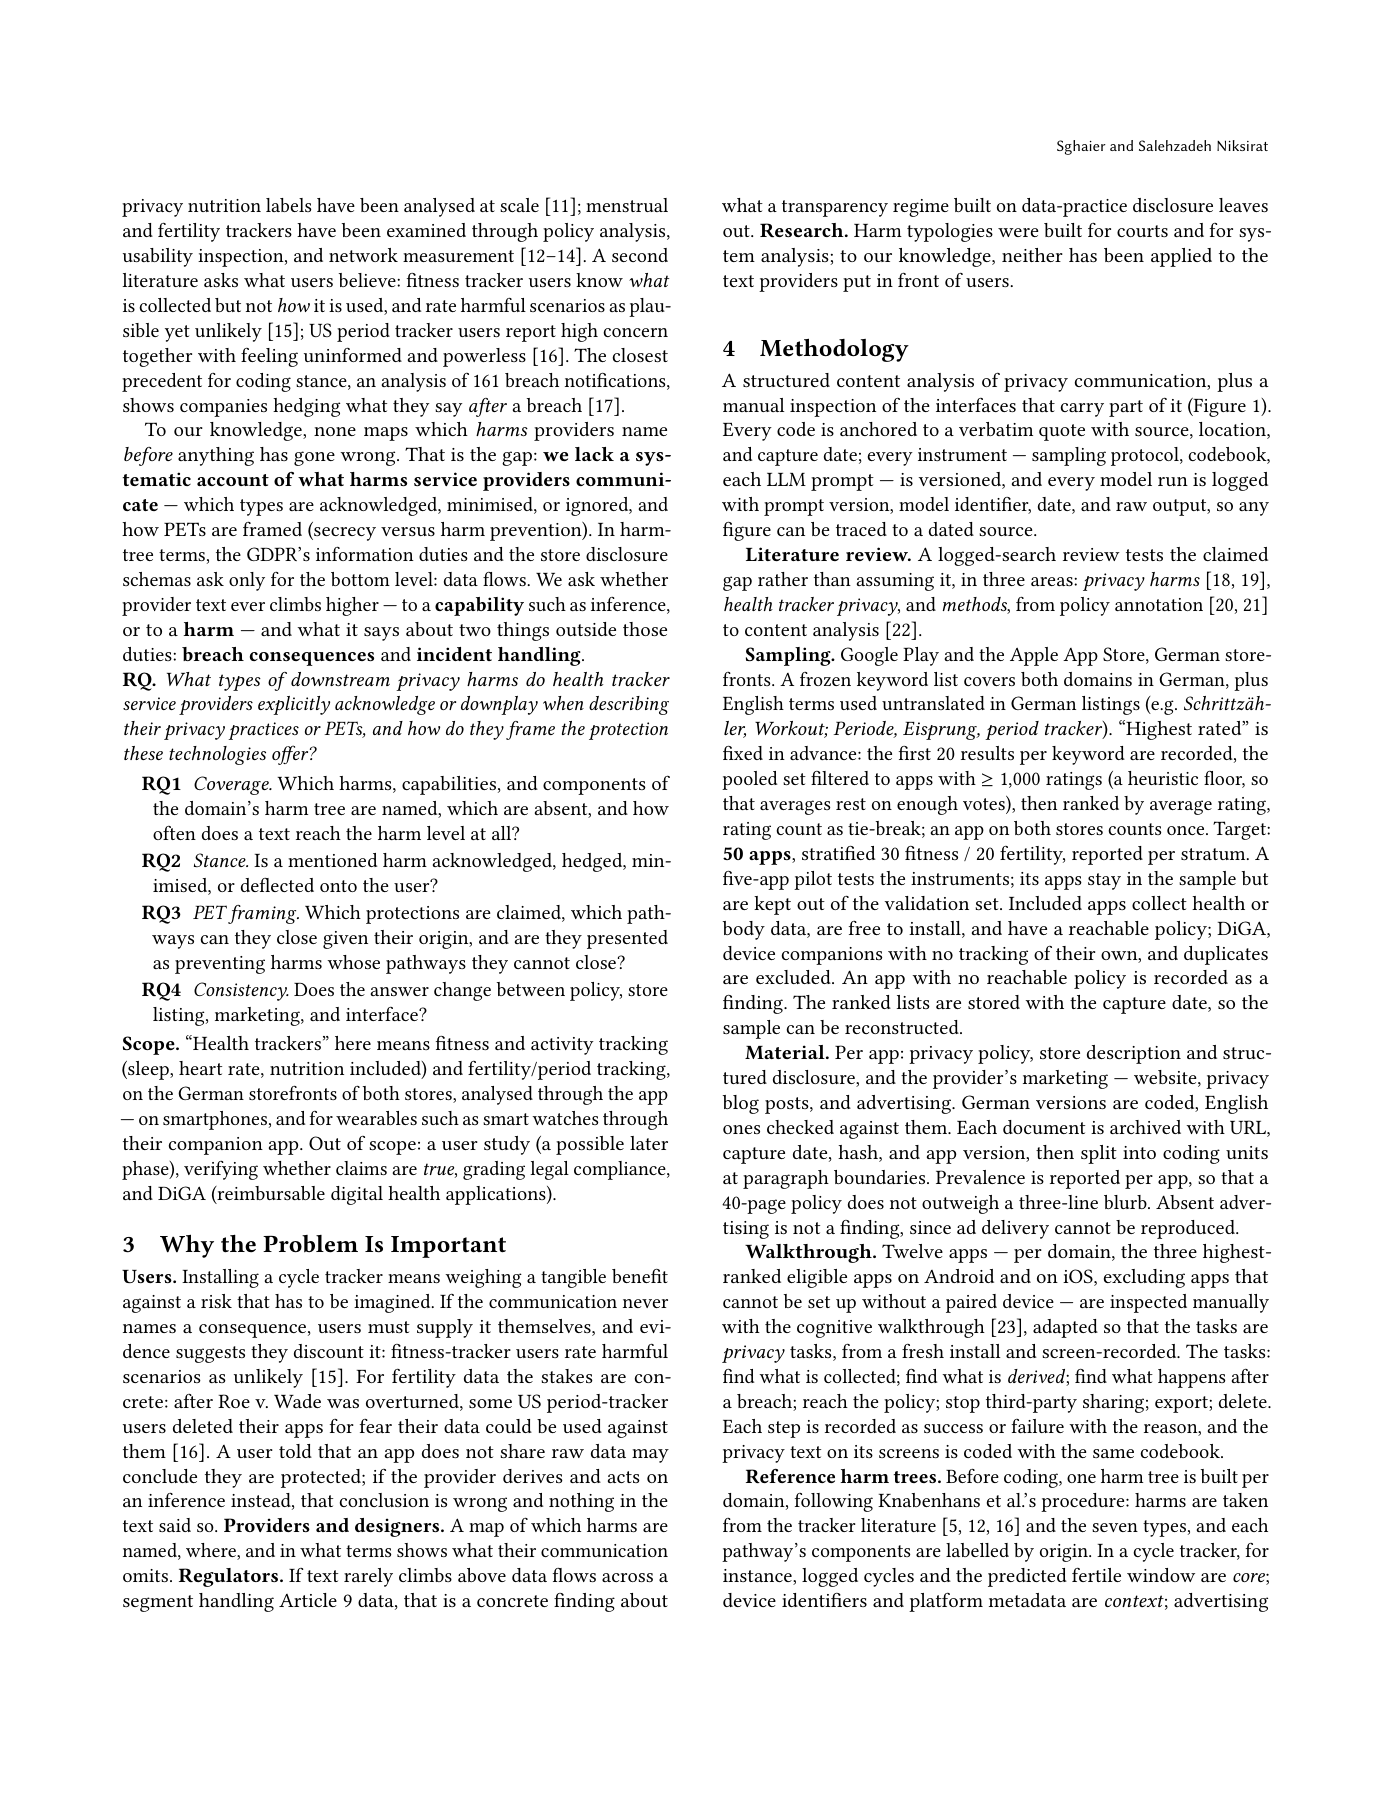 Sghaier and Salehzadeh Niksirat
privacy nutrition labels have been analysed at scale [11]; menstrual
and fertility trackers have been examined through policy analysis,
usability inspection, and network measurement [12–14]. A second
literature asks what users believe: fitness tracker users know what
is collected but not how it is used, and rate harmful scenarios as plau-
sible yet unlikely [15]; US period tracker users report high concern
together with feeling uninformed and powerless [16]. The closest
precedent for coding stance, an analysis of 161 breach notifications,
shows companies hedging what they say after a breach [17].
To our knowledge, none maps which harms providers name
before anything has gone wrong. That is the gap: we lack a sys-
tematic account of what harms service providers communi-
cate — which types are acknowledged, minimised, or ignored, and
how PETs are framed (secrecy versus harm prevention). In harm-
tree terms, the GDPR's information duties and the store disclosure
schemas ask only for the bottom level: data flows. We ask whether
provider text ever climbs higher — to a capability such as inference,
or to a harm — and what it says about two things outside those
duties: breach consequences and incident handling.
RQ. What types of downstream privacy harms do health tracker
service providers explicitly acknowledge or downplay when describing
their privacy practices or PETs, and how do they frame the protection
these technologies offer?
RQ1 Coverage. Which harms, capabilities, and components of
the domain's harm tree are named, which are absent, and how
often does a text reach the harm level at all?
RQ2 Stance. Is a mentioned harm acknowledged, hedged, min-
imised, or deflected onto the user?
RQ3 PET framing. Which protections are claimed, which path-
ways can they close given their origin, and are they presented
as preventing harms whose pathways they cannot close?
RQ4 Consistency. Does the answer change between policy, store
listing, marketing, and interface?
Scope. "Health trackers" here means fitness and activity tracking
(sleep, heart rate, nutrition included) and fertility/period tracking,
on the German storefronts of both stores, analysed through the app
— on smartphones, and for wearables such as smart watches through
their companion app. Out of scope: a user study (a possible later
phase), verifying whether claims are true, grading legal compliance,
and DiGA (reimbursable digital health applications).
3 Why the Problem Is Important
Users. Installing a cycle tracker means weighing a tangible benefit
against a risk that has to be imagined. If the communication never
names a consequence, users must supply it themselves, and evi-
dence suggests they discount it: fitness-tracker users rate harmful
scenarios as unlikely [15]. For fertility data the stakes are con-
crete: after Roe v. Wade was overturned, some US period-tracker
users deleted their apps for fear their data could be used against
them [16]. A user told that an app does not share raw data may
conclude they are protected; if the provider derives and acts on
an inference instead, that conclusion is wrong and nothing in the
text said so. Providers and designers. A map of which harms are
named, where, and in what terms shows what their communication
omits. Regulators. If text rarely climbs above data flows across a
segment handling Article 9 data, that is a concrete finding about
what a transparency regime built on data-practice disclosure leaves
out. Research. Harm typologies were built for courts and for sys-
tem analysis; to our knowledge, neither has been applied to the
text providers put in front of users.
4 Methodology
A structured content analysis of privacy communication, plus a
manual inspection of the interfaces that carry part of it (Figure 1).
Every code is anchored to a verbatim quote with source, location,
and capture date; every instrument — sampling protocol, codebook,
each LLM prompt — is versioned, and every model run is logged
with prompt version, model identifier, date, and raw output, so any
figure can be traced to a dated source.
Literature review. A logged-search review tests the claimed
gap rather than assuming it, in three areas: privacy harms [18, 19],
health tracker privacy, and methods, from policy annotation [20, 21]
to content analysis [22].
Sampling. Google Play and the Apple App Store, German store-
fronts. A frozen keyword list covers both domains in German, plus
English terms used untranslated in German listings (e.g. Schrittzäh-
ler, Workout; Periode, Eisprung, period tracker). "Highest rated" is
fixed in advance: the first 20 results per keyword are recorded, the
pooled set filtered to apps with ≥ 1,000 ratings (a heuristic floor, so
that averages rest on enough votes), then ranked by average rating,
rating count as tie-break; an app on both stores counts once. Target:
50 apps, stratified 30 fitness / 20 fertility, reported per stratum. A
five-app pilot tests the instruments; its apps stay in the sample but
are kept out of the validation set. Included apps collect health or
body data, are free to install, and have a reachable policy; DiGA,
device companions with no tracking of their own, and duplicates
are excluded. An app with no reachable policy is recorded as a
finding. The ranked lists are stored with the capture date, so the
sample can be reconstructed.
Material. Per app: privacy policy, store description and struc-
tured disclosure, and the provider's marketing — website, privacy
blog posts, and advertising. German versions are coded, English
ones checked against them. Each document is archived with URL,
capture date, hash, and app version, then split into coding units
at paragraph boundaries. Prevalence is reported per app, so that a
40-page policy does not outweigh a three-line blurb. Absent adver-
tising is not a finding, since ad delivery cannot be reproduced.
Walkthrough. Twelve apps — per domain, the three highest-
ranked eligible apps on Android and on iOS, excluding apps that
cannot be set up without a paired device — are inspected manually
with the cognitive walkthrough [23], adapted so that the tasks are
privacy tasks, from a fresh install and screen-recorded. The tasks:
find what is collected; find what is derived; find what happens after
a breach; reach the policy; stop third-party sharing; export; delete.
Each step is recorded as success or failure with the reason, and the
privacy text on its screens is coded with the same codebook.
Reference harm trees. Before coding, one harm tree is built per
domain, following Knabenhans et al.'s procedure: harms are taken
from the tracker literature [5, 12, 16] and the seven types, and each
pathway's components are labelled by origin. In a cycle tracker, for
instance, logged cycles and the predicted fertile window are core;
device identifiers and platform metadata are context; advertising